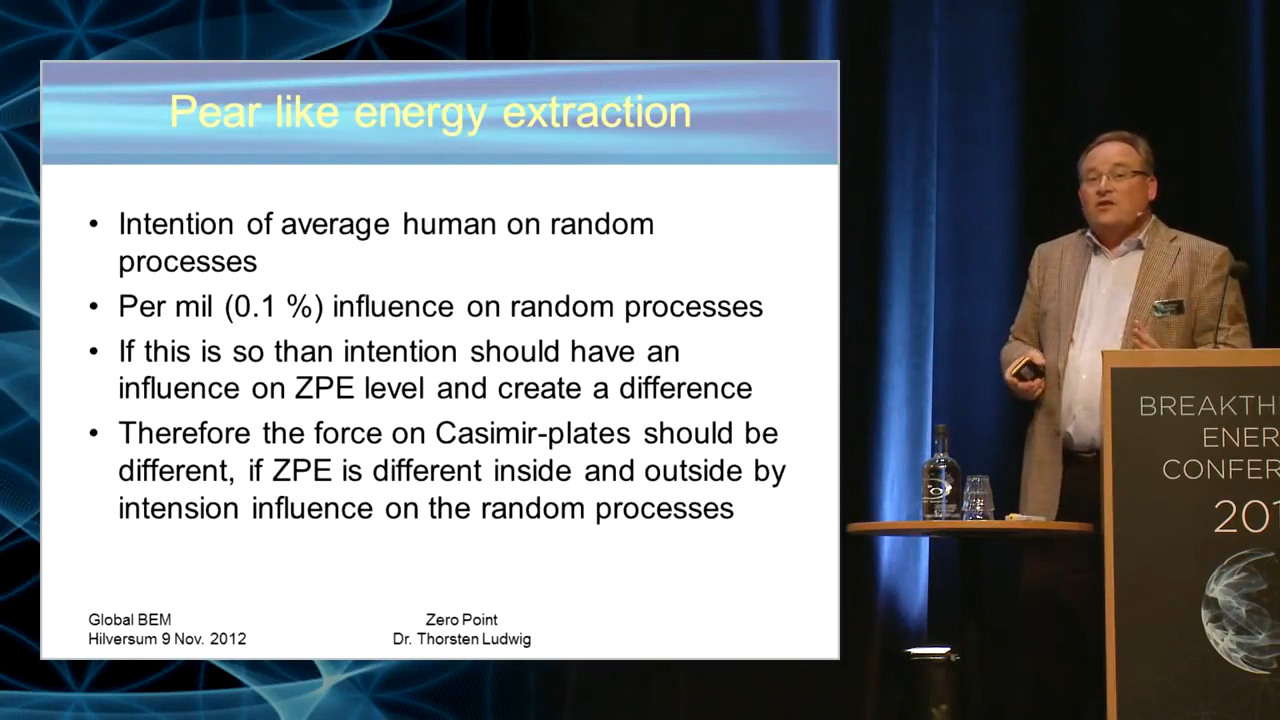 Pear like energy extraction
• Intention of average human on random
processes
• Per mil (0.1 %) influence on random processes
• If this is so than intention should have an
influence on ZPE level and create a difference
• Therefore the force on Casimir-plates should be
different, if ZPE is different inside and outside by
intension influence on the random processes
Global BEM
Hilversum 9 Nov. 2012
Zero Point
Dr. Thorsten Ludwig
BREAKTH
ENER
CONFER
201